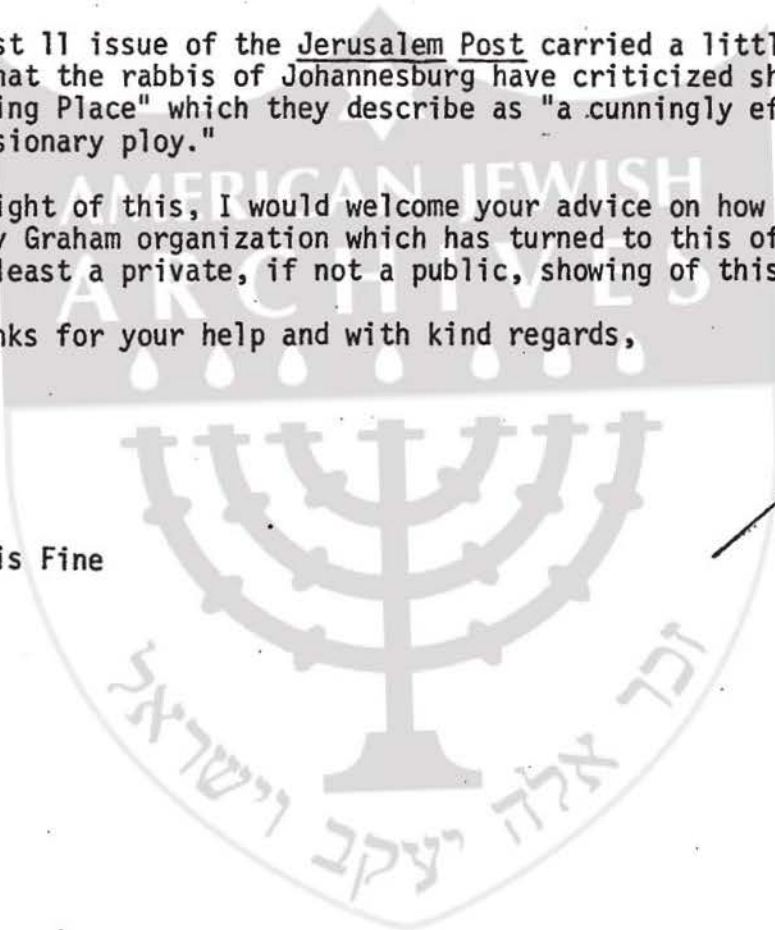 st 11 issue of the Jerusalem Post carried a littl
hat the rabbis of Johannesburg have criticized sh
ing Place" which they describe as "a cunningly ef
sionary ploy."
ight of this, I would welcome your advice on how
y Graham organization which has turned to this of
least a private, if not a public, showing of this
nks for your help and with kind regards,
is Fine
AMERICAN JEWISH
ARCHIVES
זכר אלה יעקב וישראל